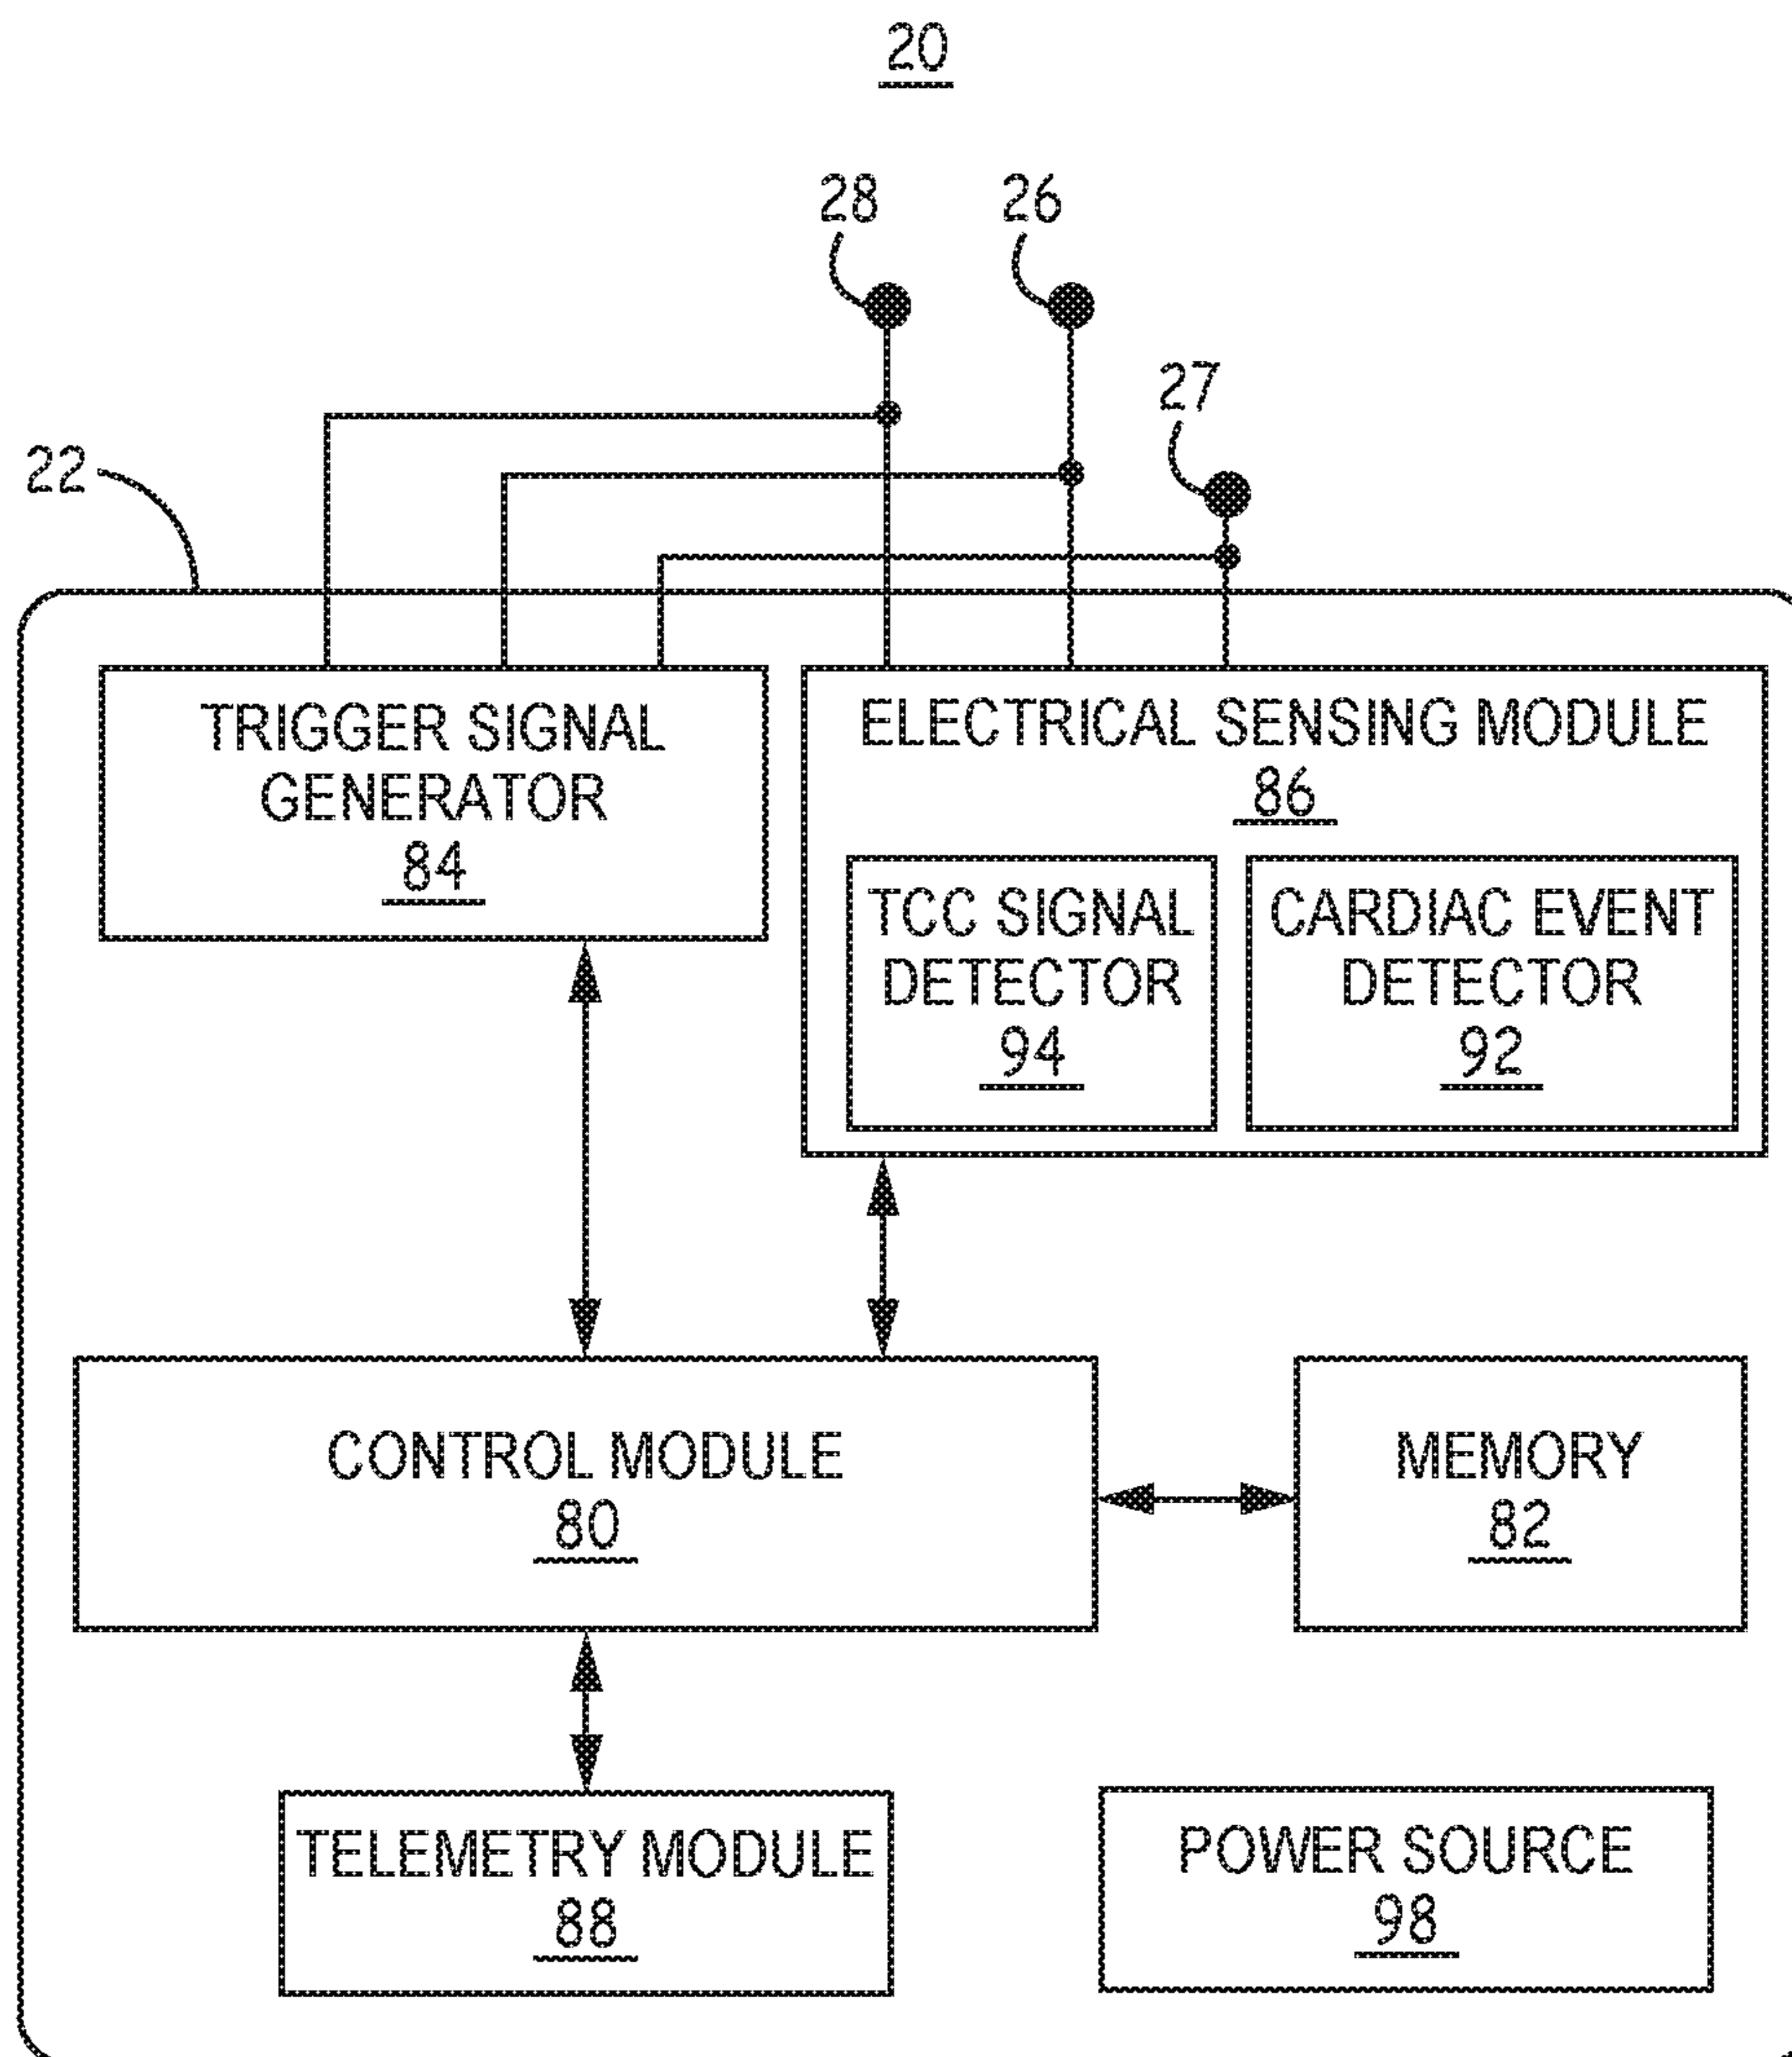 20
28
26
27
22
TRIGGER SIGNAL
GENERATOR
84
ELECTRICAL SENSING MODULE
86
TCC SIGNAL
DETECTOR
94
CARDIAC EVENT
DETECTOR
92
CONTROL MODULE
80
MEMORY
82
TELEMETRY MODULE
88
POWER SOURCE
98